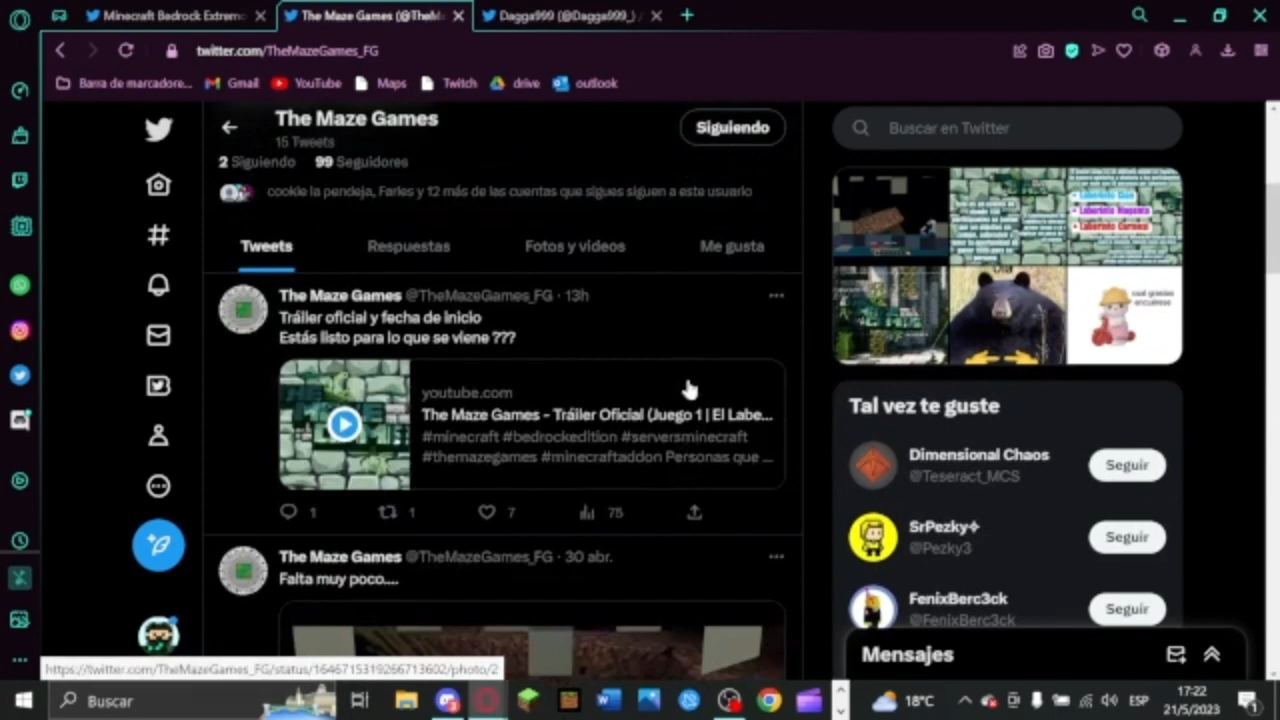 Minecraft Bedrock Extremo
The Maze Games (@TheM
Dagga999 (@Dagga999_) /
twitter.com/TheMazeGames_FG
Barra de marcadore...
Gmail
YouTube
Maps
Twitch
drive
outlook
The Maze Games
15 Tweets
Siguiendo
Buscar en Twitter
2 Siguiendo 99 Seguidores
cookie la pendeja, Farles y 12 más de las cuentas que sigues siguen a este usuario
Tweets
Respuestas
Fotos y vídeos
Me gusta
The Maze Games @TheMazeGames_FG · 13h
Tráiler oficial y fecha de inicio
Estás listo para lo que se viene ???
youtube.com
The Maze Games - Tráiler Oficial (Juego 1 | El Labe...
#minecraft #bedrockedition #serversminecraft
#themazegames #minecraftaddon Personas que ...
1
1
7
75
The Maze Games @TheMazeGames_FG · 30 abr.
Falta muy poco....
Tal vez te guste
Dimensional Chaos
@Teseract_MCS
Seguir
SrPezky
@Pezky3
Seguir
FenixBerc3ck
@FenixBerc3ck
Seguir
Mensajes
https://twitter.com/TheMazeGames_FG/status/1646715319266713602/photo/2
Buscar
18°C
ESP
17:22
21/5/2023
1